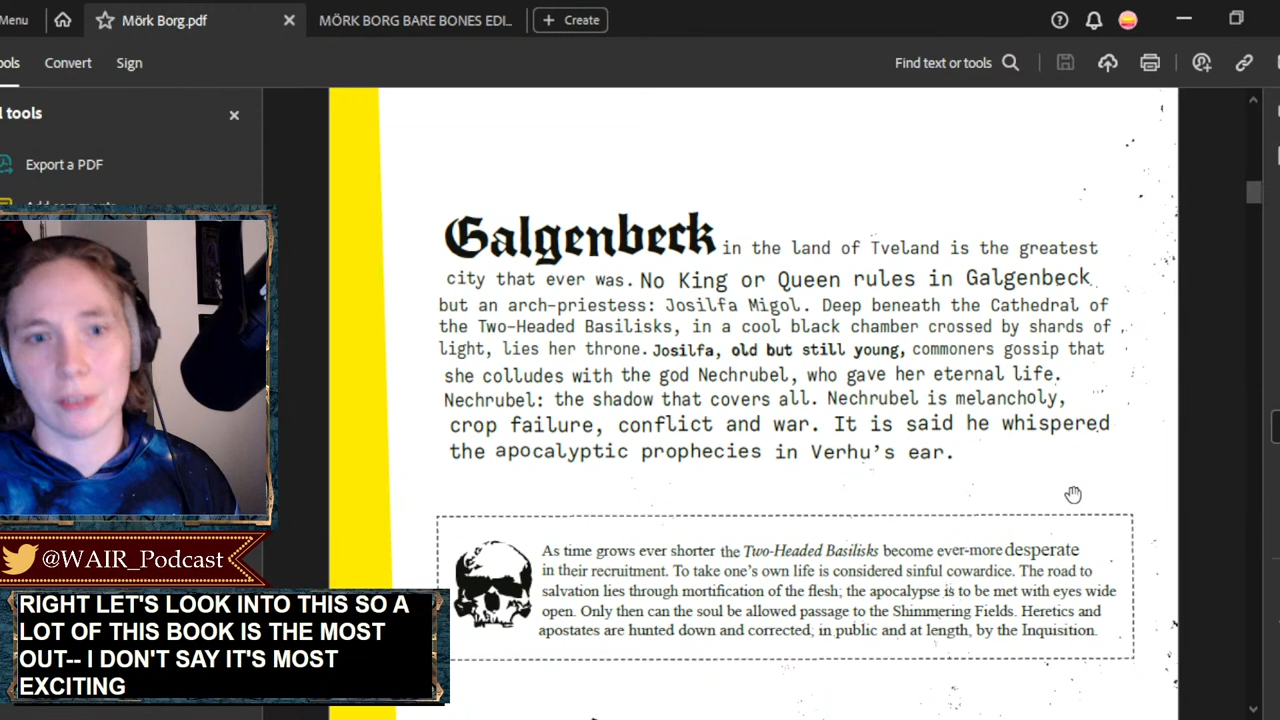 Menu
Mörk Borg.pdf
MÖRK BORG BARE BONES EDI...
Create
Convert
Sign
Find text or tools
Export a PDF
Galgenbeck in the land of Tveland is the greatest
city that ever was. No King or Queen rules in Galgenbeck
but an arch-priestess: Josilfa Migol. Deep beneath the Cathedral of
the Two-Headed Basilisks, in a cool black chamber crossed by shards of
light, lies her throne. Josilfa, old but still young, commoners gossip that
she colludes with the god Nechrubel, who gave her eternal life.
Nechrubel: the shadow that covers all. Nechrubel is melancholy,
crop failure, conflict and war. It is said he whispered
the apocalyptic prophecies in Verhu's ear.
As time grows ever shorter the Two-Headed Basilisks become ever-more desperate
in their recruitment. To take one's own life is considered sinful cowardice. The road to
salvation lies through mortification of the flesh; the apocalypse is to be met with eyes wide
open. Only then can the soul be allowed passage to the Shimmering Fields. Heretics and
apostates are hunted down and corrected, in public and at length, by the Inquisition.
@WAIR_Podcast
RIGHT LET'S LOOK INTO THIS SO A
LOT OF THIS BOOK IS THE MOST
OUT-- I DON'T SAY IT'S MOST
EXCITING